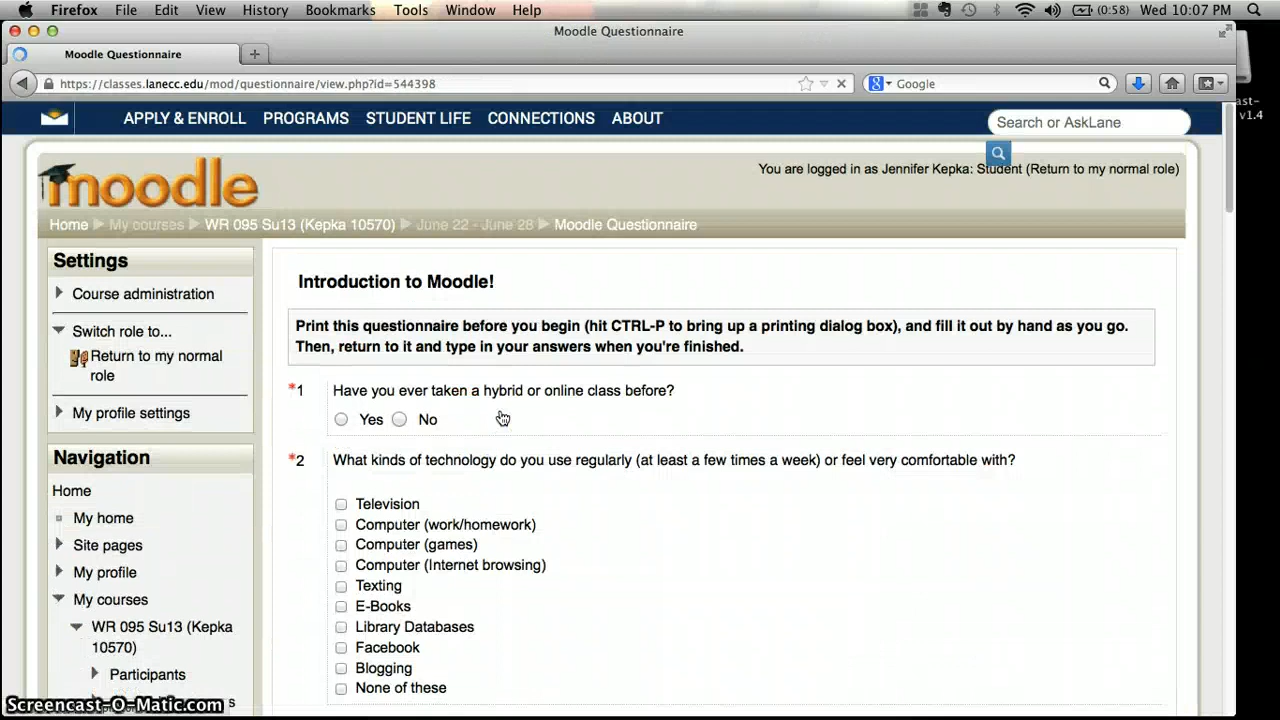 Firefox File Edit View History Bookmarks Tools Window Help (0:58) Wed 10:07 PM
Moodle Questionnaire
Moodle Questionnaire
https://classes.lanecc.edu/mod/questionnaire/view.php?id=544398 Google
ast-
v1.4
APPLY & ENROLL PROGRAMS STUDENT LIFE CONNECTIONS ABOUT Search or AskLane
moodle
You are logged in as Jennifer Kepka: Student (Return to my normal role)
Home My courses WR 095 Su13 (Kepka 10570) June 22 - June 28 Moodle Questionnaire
Settings
Course administration
Switch role to...
Return to my normal
role
My profile settings
Navigation
Home
My home
Site pages
My profile
My courses
WR 095 Su13 (Kepka
10570)
Participants
Introduction to Moodle!
Print this questionnaire before you begin (hit CTRL-P to bring up a printing dialog box), and fill it out by hand as you go.
Then, return to it and type in your answers when you're finished.
*1 Have you ever taken a hybrid or online class before?
Yes No
*2 What kinds of technology do you use regularly (at least a few times a week) or feel very comfortable with?
Television
Computer (work/homework)
Computer (games)
Computer (Internet browsing)
Texting
E-Books
Library Databases
Facebook
Blogging
None of these
Screencast-O-Matic.com